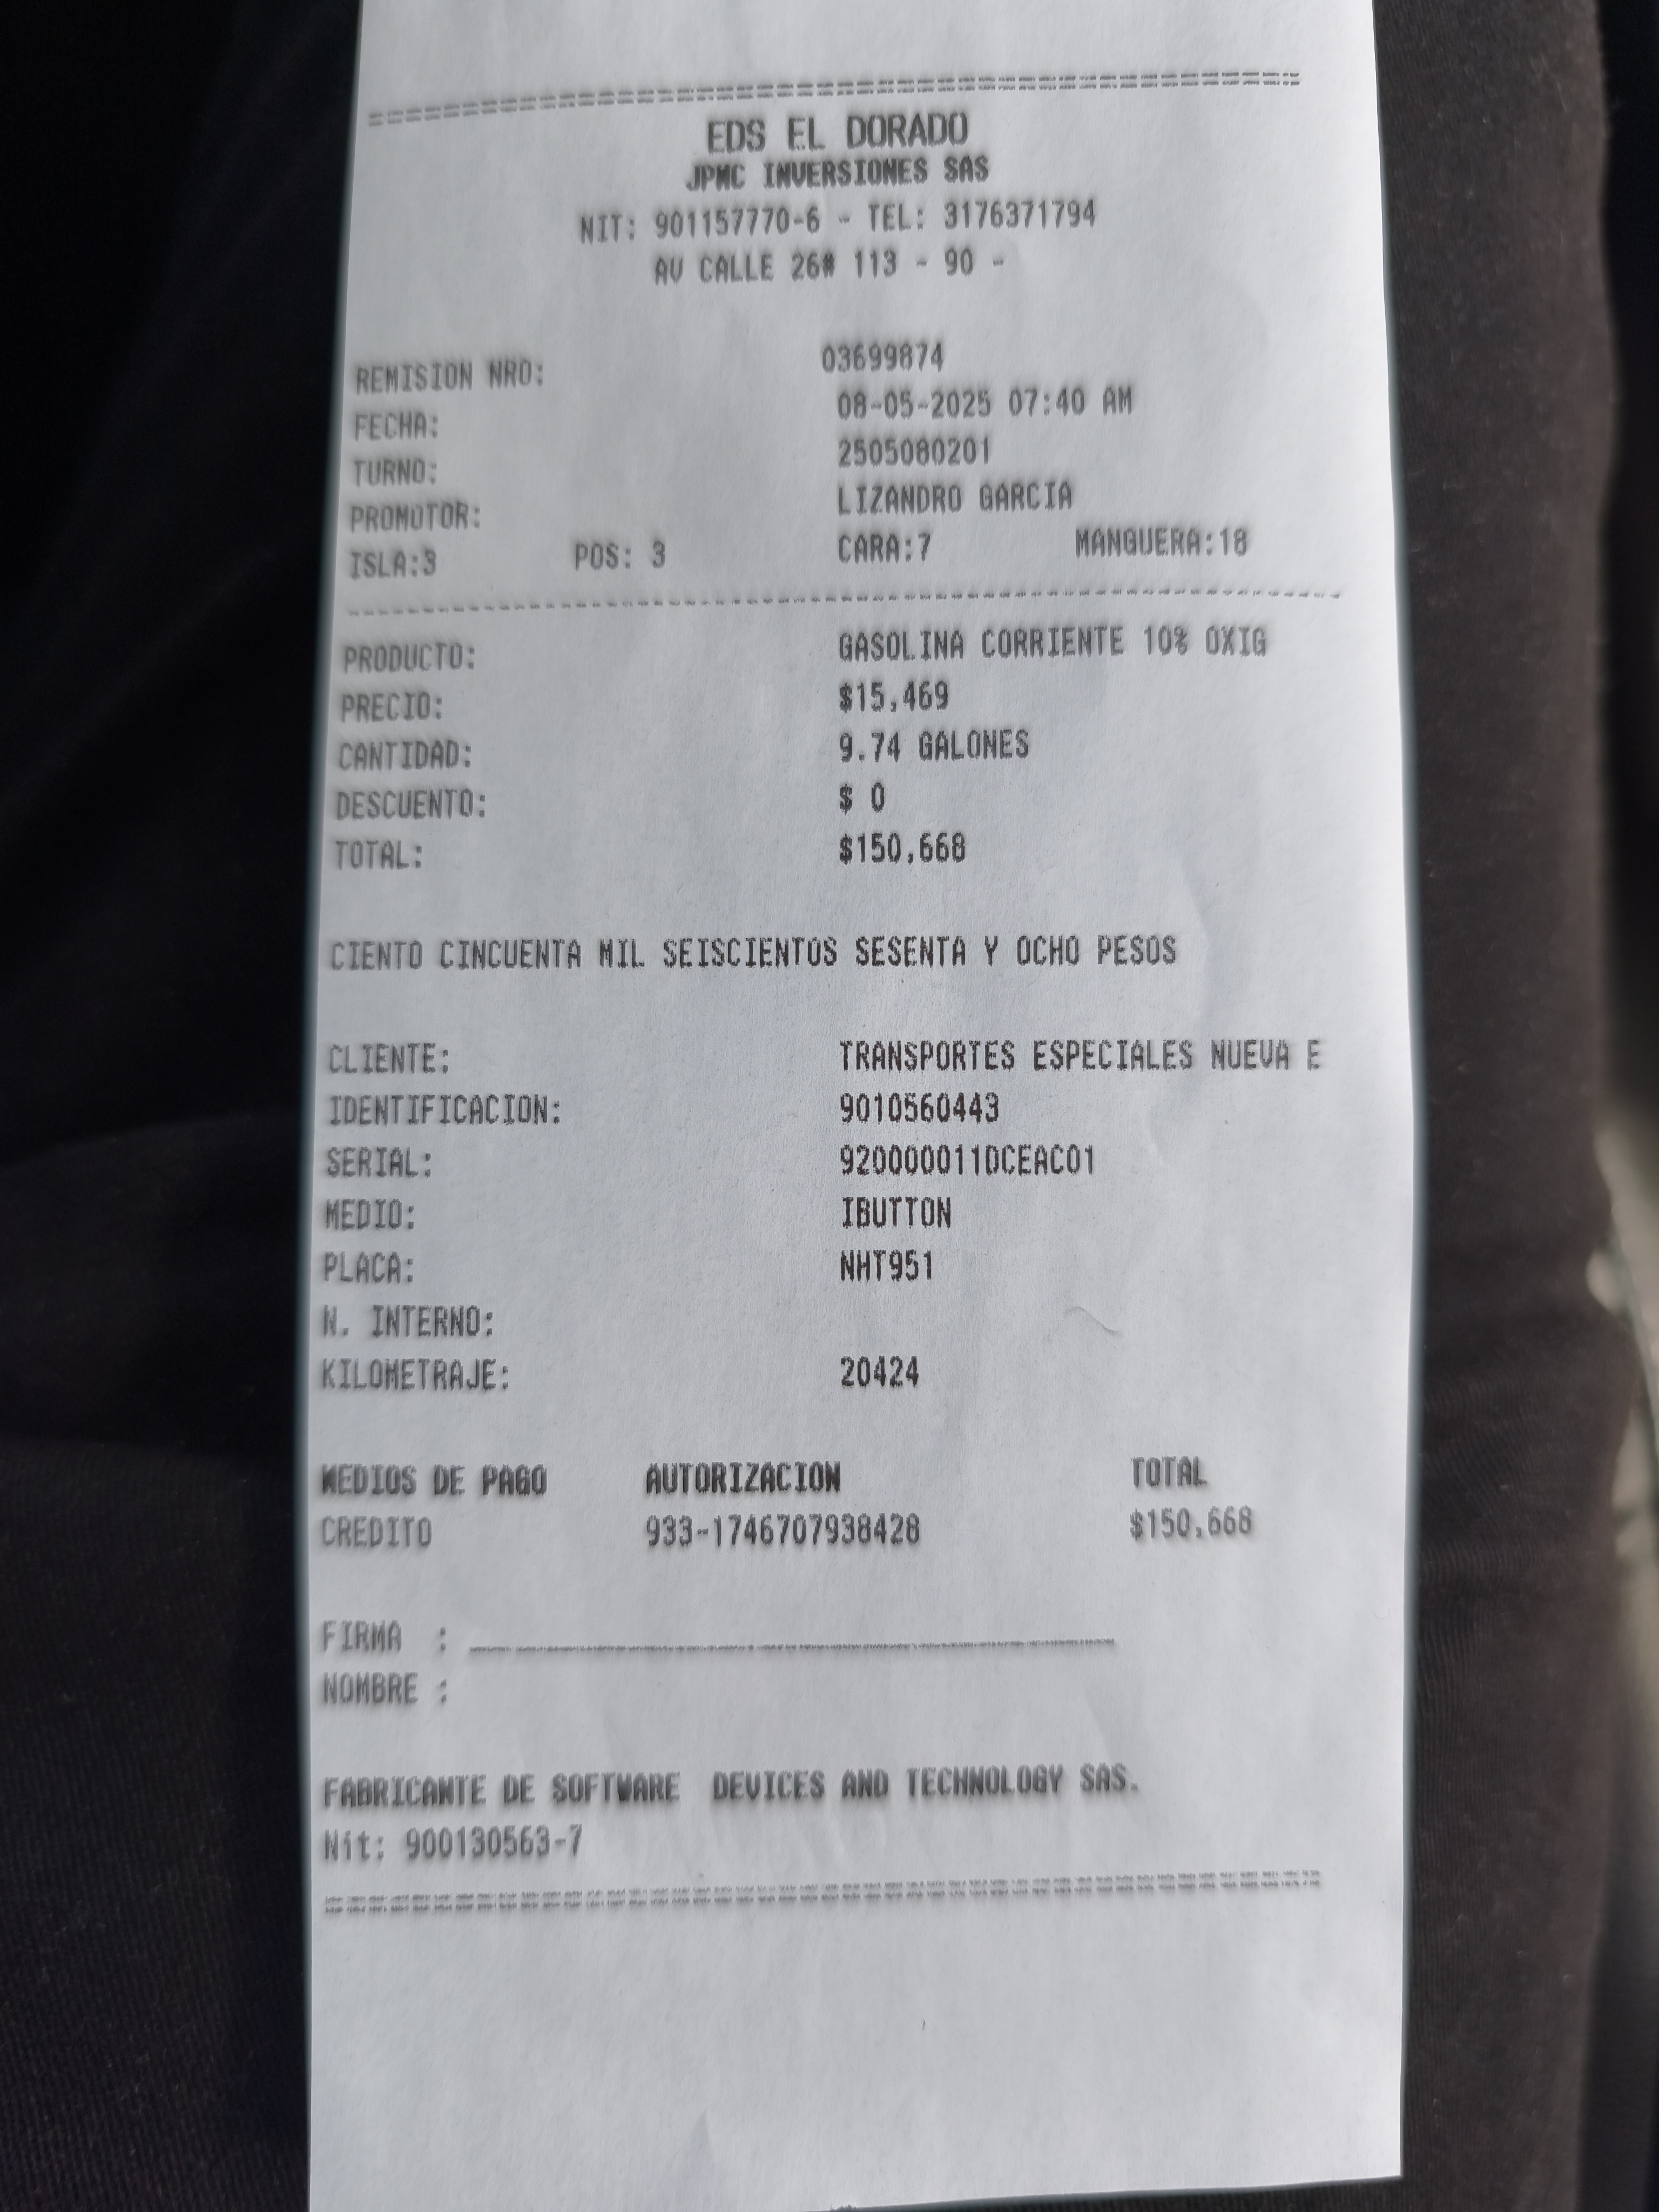 EDS EL DORADO
JPMC INVERSIONES SAS
NIT: 901157770-6 - TEL: 3176371794
AV CALLE 26# 113 - 90 -
REMISION NRO: 03699874
FECHA: 08-05-2025 07:40 AM
TURNO: 2505080201
PROMOTOR: LIZANDRO GARCIA
ISLA:3 POS: 3 CARA:7 MANGUERA:18
PRODUCTO: GASOLINA CORRIENTE 10% OXIG
PRECIO: $15,469
CANTIDAD: 9.74 GALONES
DESCUENTO: $ 0
TOTAL: $150,668
CIENTO CINCUENTA MIL SEISCIENTOS SESENTA Y OCHO PESOS
CLIENTE: TRANSPORTES ESPECIALES NUEVA E
IDENTIFICACION: 9010560443
SERIAL: 920000011DCEAC01
MEDIO: IBUTTON
PLACA: NHT951
N. INTERNO:
KILOMETRAJE: 20424
MEDIOS DE PAGO AUTORIZACION TOTAL
CREDITO 933-1746707938428 $150,668
FIRMA :
NOMBRE :
FABRICANTE DE SOFTWARE DEVICES AND TECHNOLOGY SAS.
Nit: 900130563-7